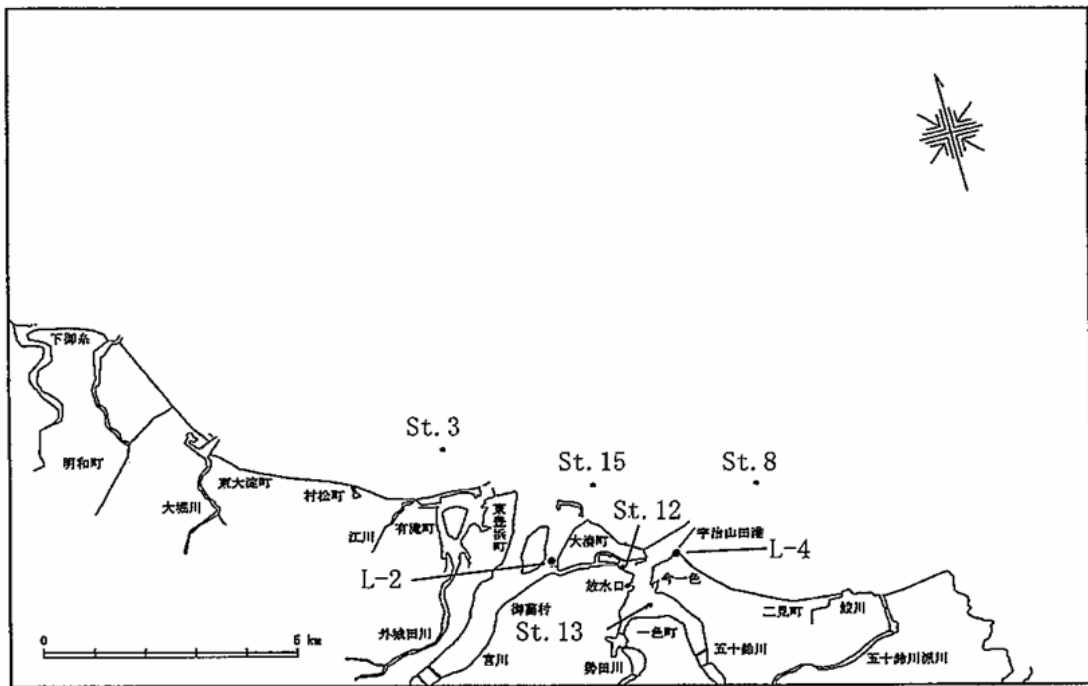 下御糸
St. 3
明和町
St. 15
St. 8
東大淀町
村松町
St. 12
大堀川
江川
有滝町
東豊浜町
大湊町
宇治山田港
L-4
L-2
放水口
今一色
御薗村
二見町
鮫川
St. 13
外城田川
宮川
一色町
勢田川
五十鈴川
五十鈴川派川
0
6 km